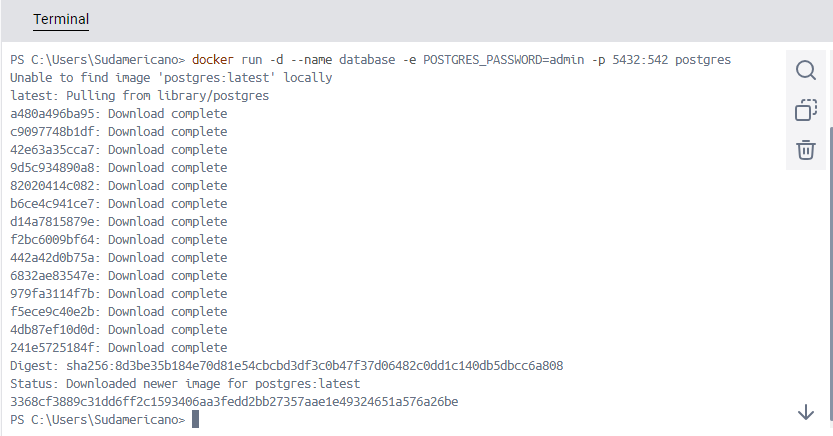 Terminal
PS C:\Users\Sudamericano> docker run -d --name database -e POSTGRES_PASSWORD=admin -p 5432:542 postgres
Unable to find image 'postgres:latest' locally
latest: Pulling from library/postgres
a480a496ba95: Download complete
c9097748b1df: Download complete
42e63a35cca7: Download complete
9d5c934890a8: Download complete
82020414c082: Download complete
b6ce4c941ce7: Download complete
d14a7815879e: Download complete
f2bc6009bf64: Download complete
442a42d0b75a: Download complete
6832ae83547e: Download complete
979fa3114f7b: Download complete
f5ece9c40e2b: Download complete
4db87ef10d0d: Download complete
241e5725184f: Download complete
Digest: sha256:8d3be35b184e70d81e54cbcbd3df3c0b47f37d06482c0dd1c140db5dbcc6a808
Status: Downloaded newer image for postgres:latest
3368cf3889c31dd6ff2c1593406aa3fedd2bb27357aae1e49324651a576a26be
PS C:\Users\Sudamericano>